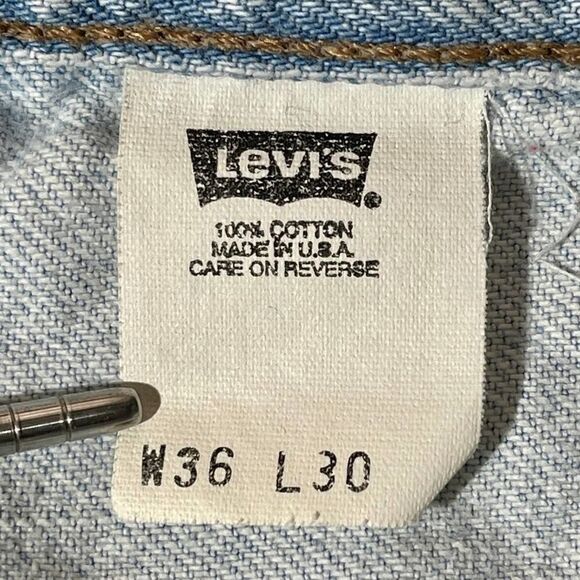 Levi's ®
100% COTTON
MADE IN U.S.A.
CARE ON REVERSE
W36 L30